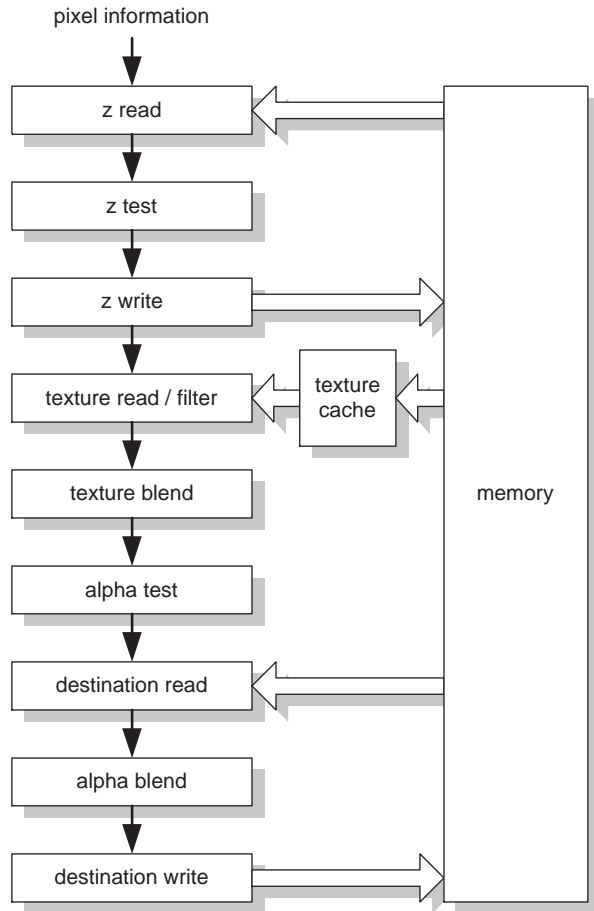 pixel information
z read
z test
z write
texture read / filter
texture
cache
texture blend
memory
alpha test
destination read
alpha blend
destination write